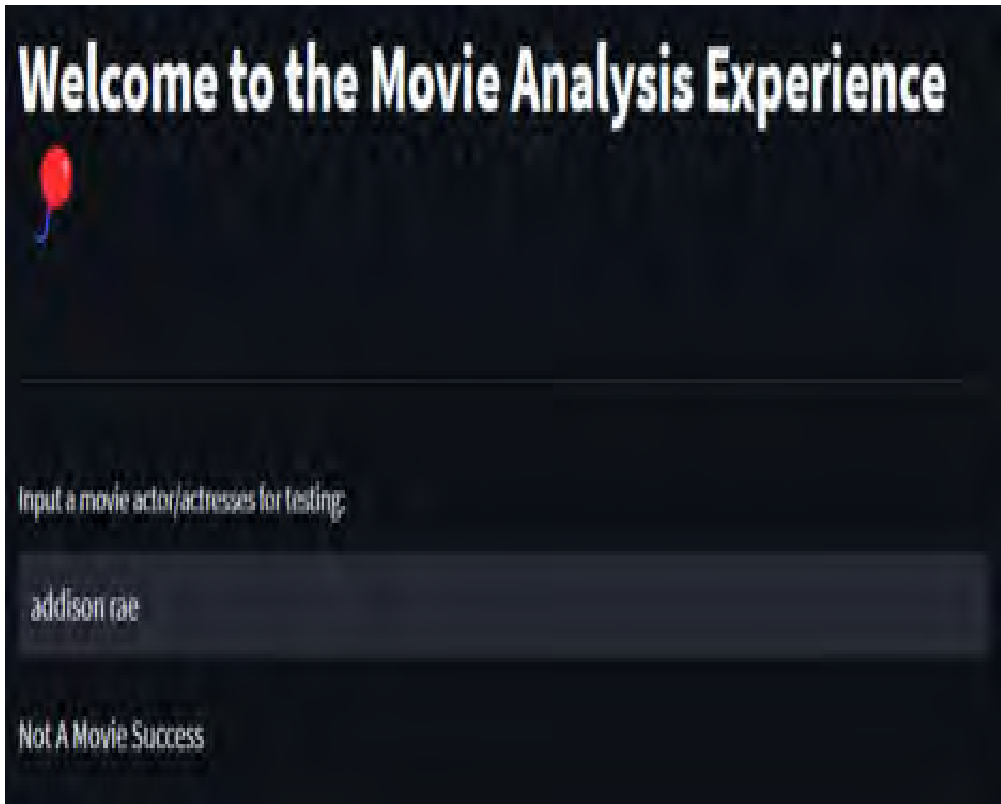 Welcome to the Movie Analysis Experience
Input a movie actor/actresses for testing:
addison rae
Not A Movie Success